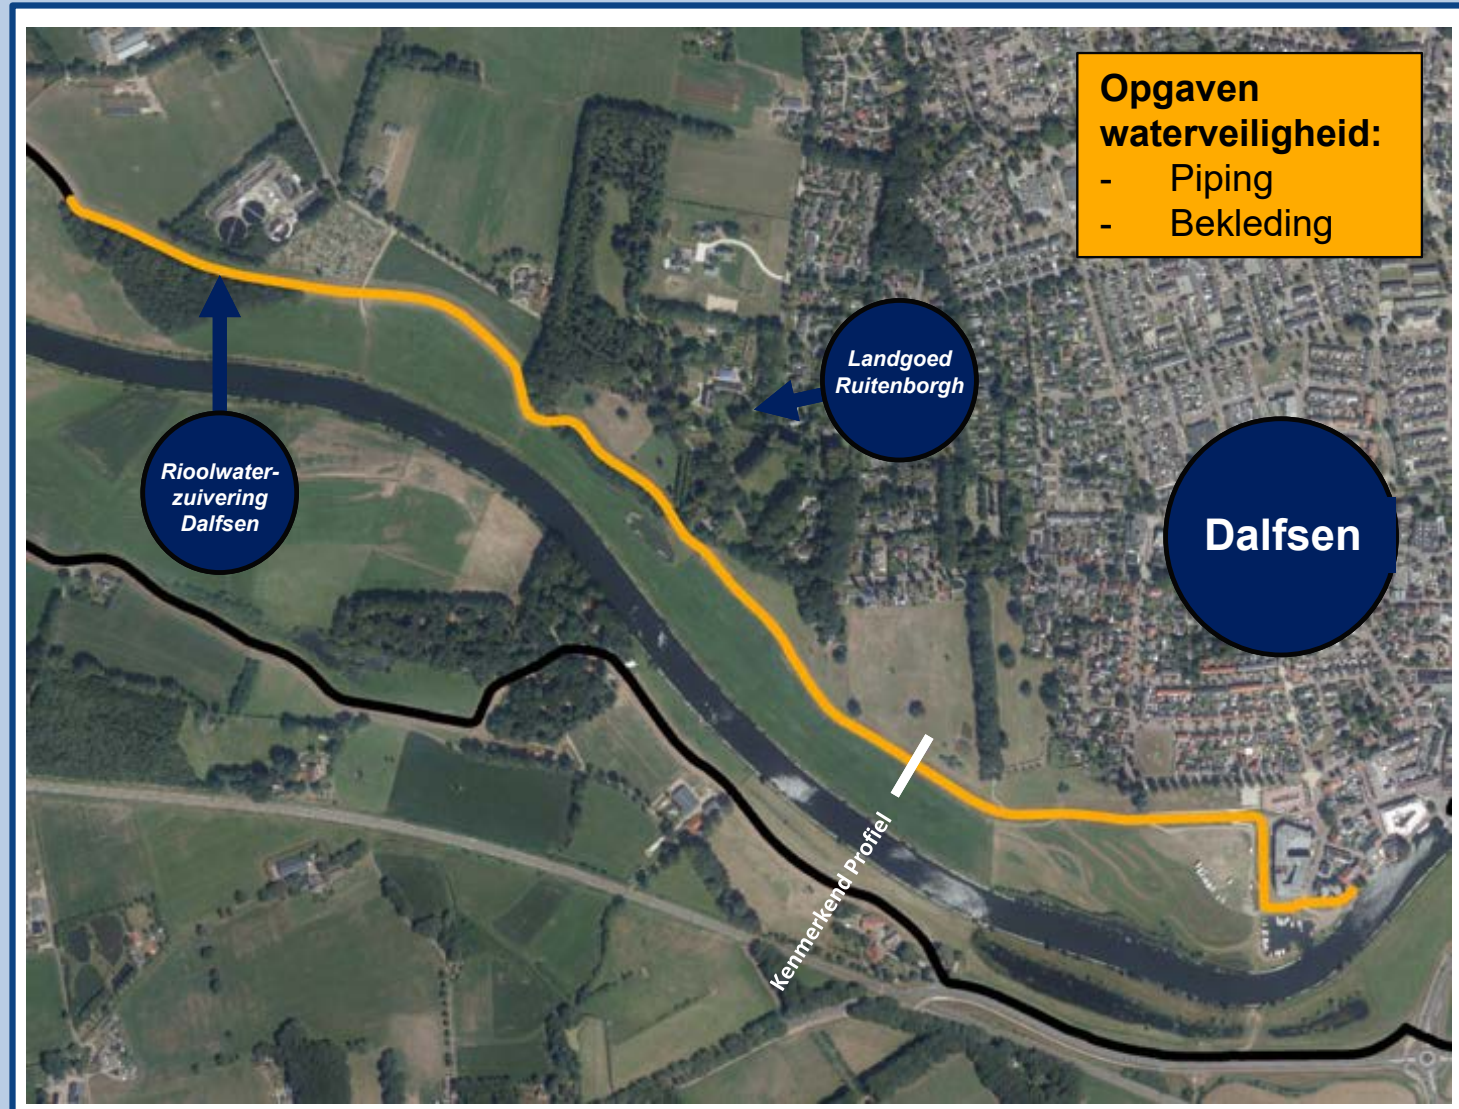 Opgaven
waterveiligheid:
- Piping
- Bekleding
Landgoed
Ruitenborgh
Rioolwater-
zuivering
Dalfsen
Dalfsen
Kenmerkend Profiel